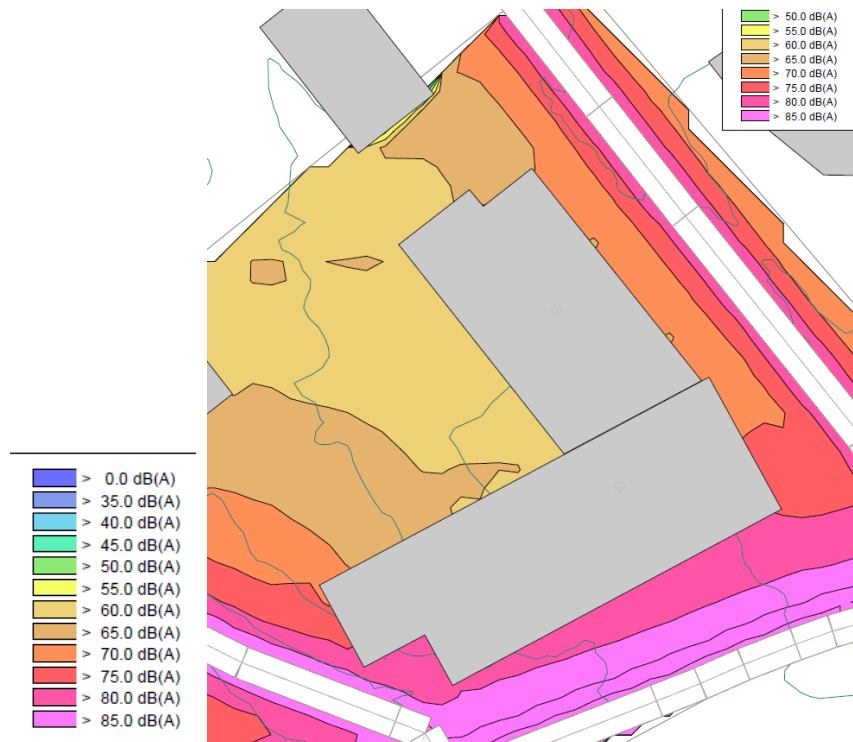 > 50.0 dB(A)
> 55.0 dB(A)
> 60.0 dB(A)
> 65.0 dB(A)
> 70.0 dB(A)
> 75.0 dB(A)
> 80.0 dB(A)
> 85.0 dB(A)
> 0.0 dB(A)
> 35.0 dB(A)
> 40.0 dB(A)
> 45.0 dB(A)
> 50.0 dB(A)
> 55.0 dB(A)
> 60.0 dB(A)
> 65.0 dB(A)
> 70.0 dB(A)
> 75.0 dB(A)
> 80.0 dB(A)
> 85.0 dB(A)